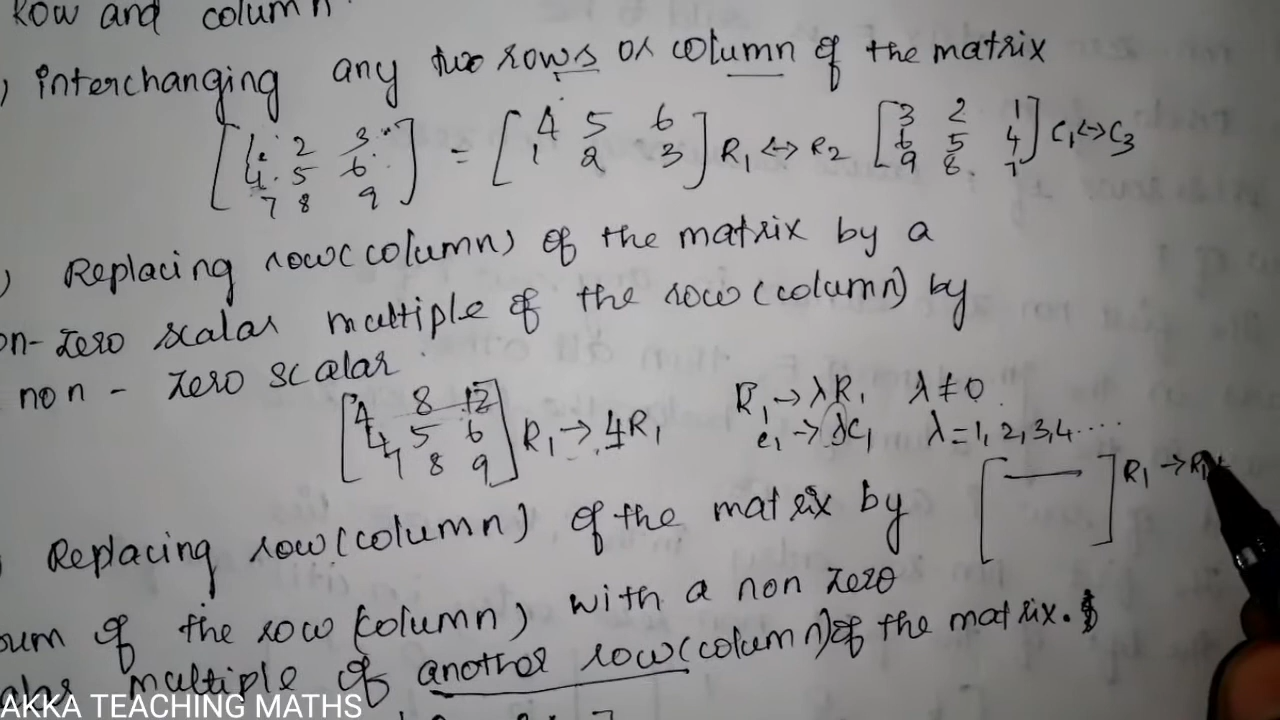 Row and column
) interchanging any two rows or column of the matrix
[1 2 3 = [4 5 6 R1 ↔ R2 [3 2 1 C1 ↔ C3
4 5 6 1 2 3] 6 5 4
7 8 9] 9 8 7]
) Replacing row(column) of the matrix by a
on-zero scalar multiple of the row (column) by
non - zero scalar
[4 8 12 R1 → λR1 λ ≠ 0
4 5 6 R1 → 4R1 C1 → λC1 λ = 1, 2, 3, 4.....
7 8 9] [ — ] R1 → R1+
Replacing row(column) of the matrix by
sum of the row (column) with a non zero
alar multiple of another row(column) of the matrix.
AKKA TEACHING MATHS